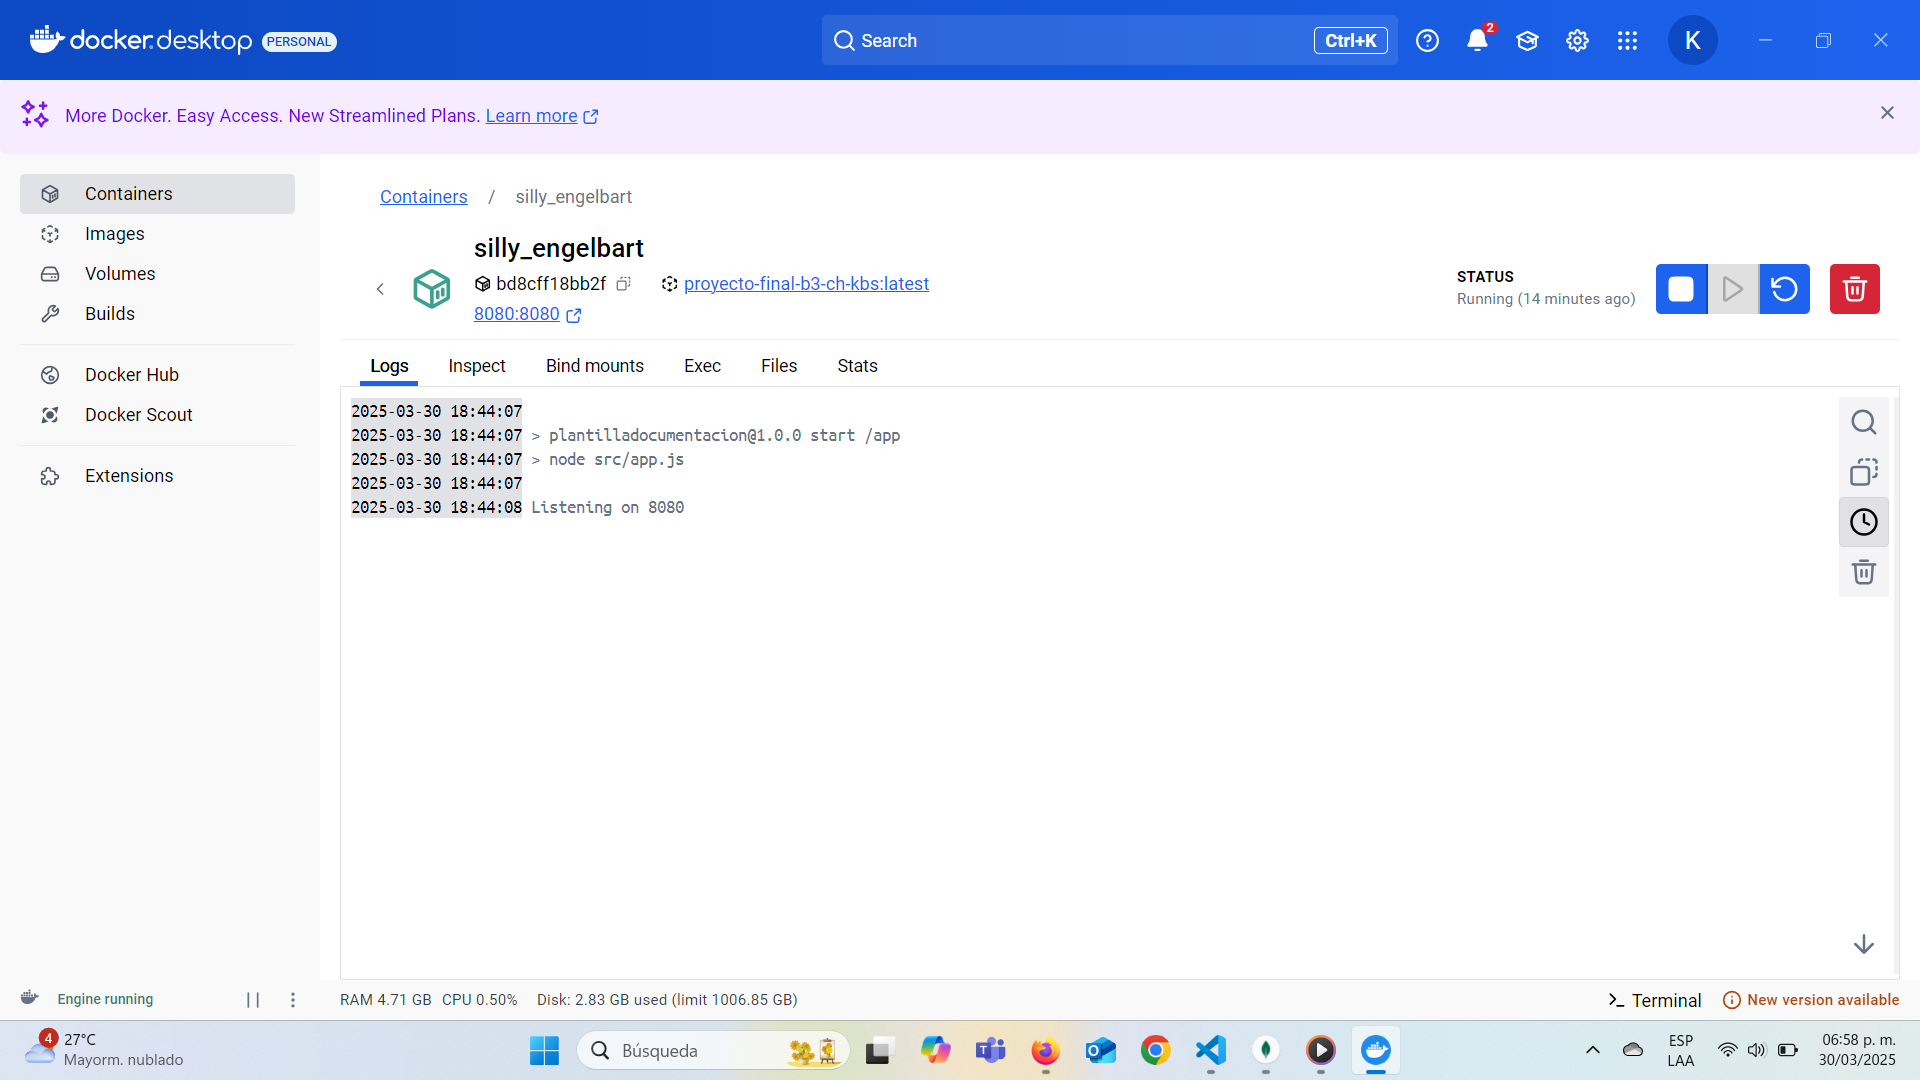 docker.desktop PERSONAL
Search
Ctrl+K
2
K
More Docker. Easy Access. New Streamlined Plans. Learn more
Containers
Images
Volumes
Builds
Docker Hub
Docker Scout
Extensions
Containers / silly_engelbart
silly_engelbart
bd8cff18bb2f proyecto-final-b3-ch-kbs:latest
8080:8080
STATUS
Running (14 minutes ago)
Logs Inspect Bind mounts Exec Files Stats
2025-03-30 18:44:07
2025-03-30 18:44:07 > plantilladocumentacion@1.0.0 start /app
2025-03-30 18:44:07 > node src/app.js
2025-03-30 18:44:07
2025-03-30 18:44:08 Listening on 8080
Engine running
RAM 4.71 GB CPU 0.50% Disk: 2.83 GB used (limit 1006.85 GB)
Terminal
New version available
4
27°C
Mayorm. nublado
Búsqueda
ESP
LAA
06:58 p. m.
30/03/2025